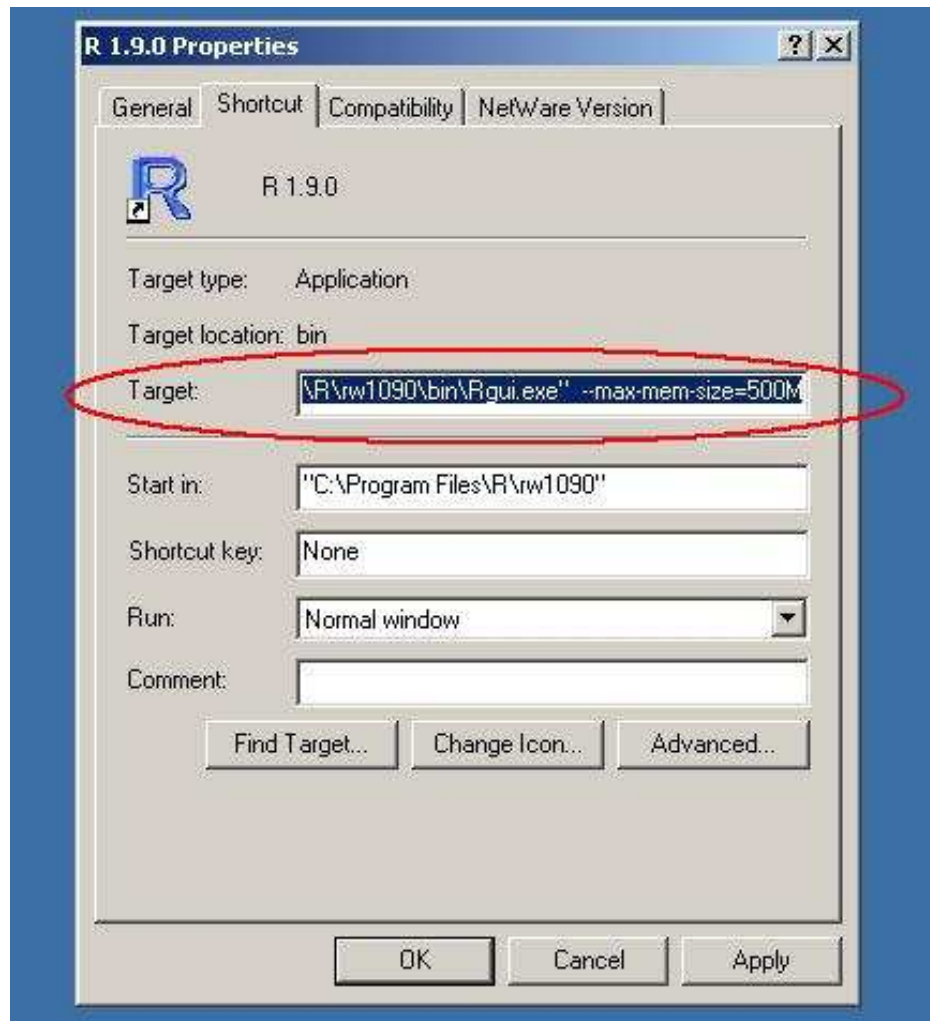 R 1.9.0 Properties
General Shortcut Compatibility NetWare Version
R 1.9.0
Target type: Application
Target location: bin
Target: \R\rw1090\bin\Rgui.exe" --max-mem-size=500M
Start in: "C:\Program Files\R\rw1090"
Shortcut key: None
Run: Normal window
Comment:
Find Target... Change Icon... Advanced...
OK Cancel Apply